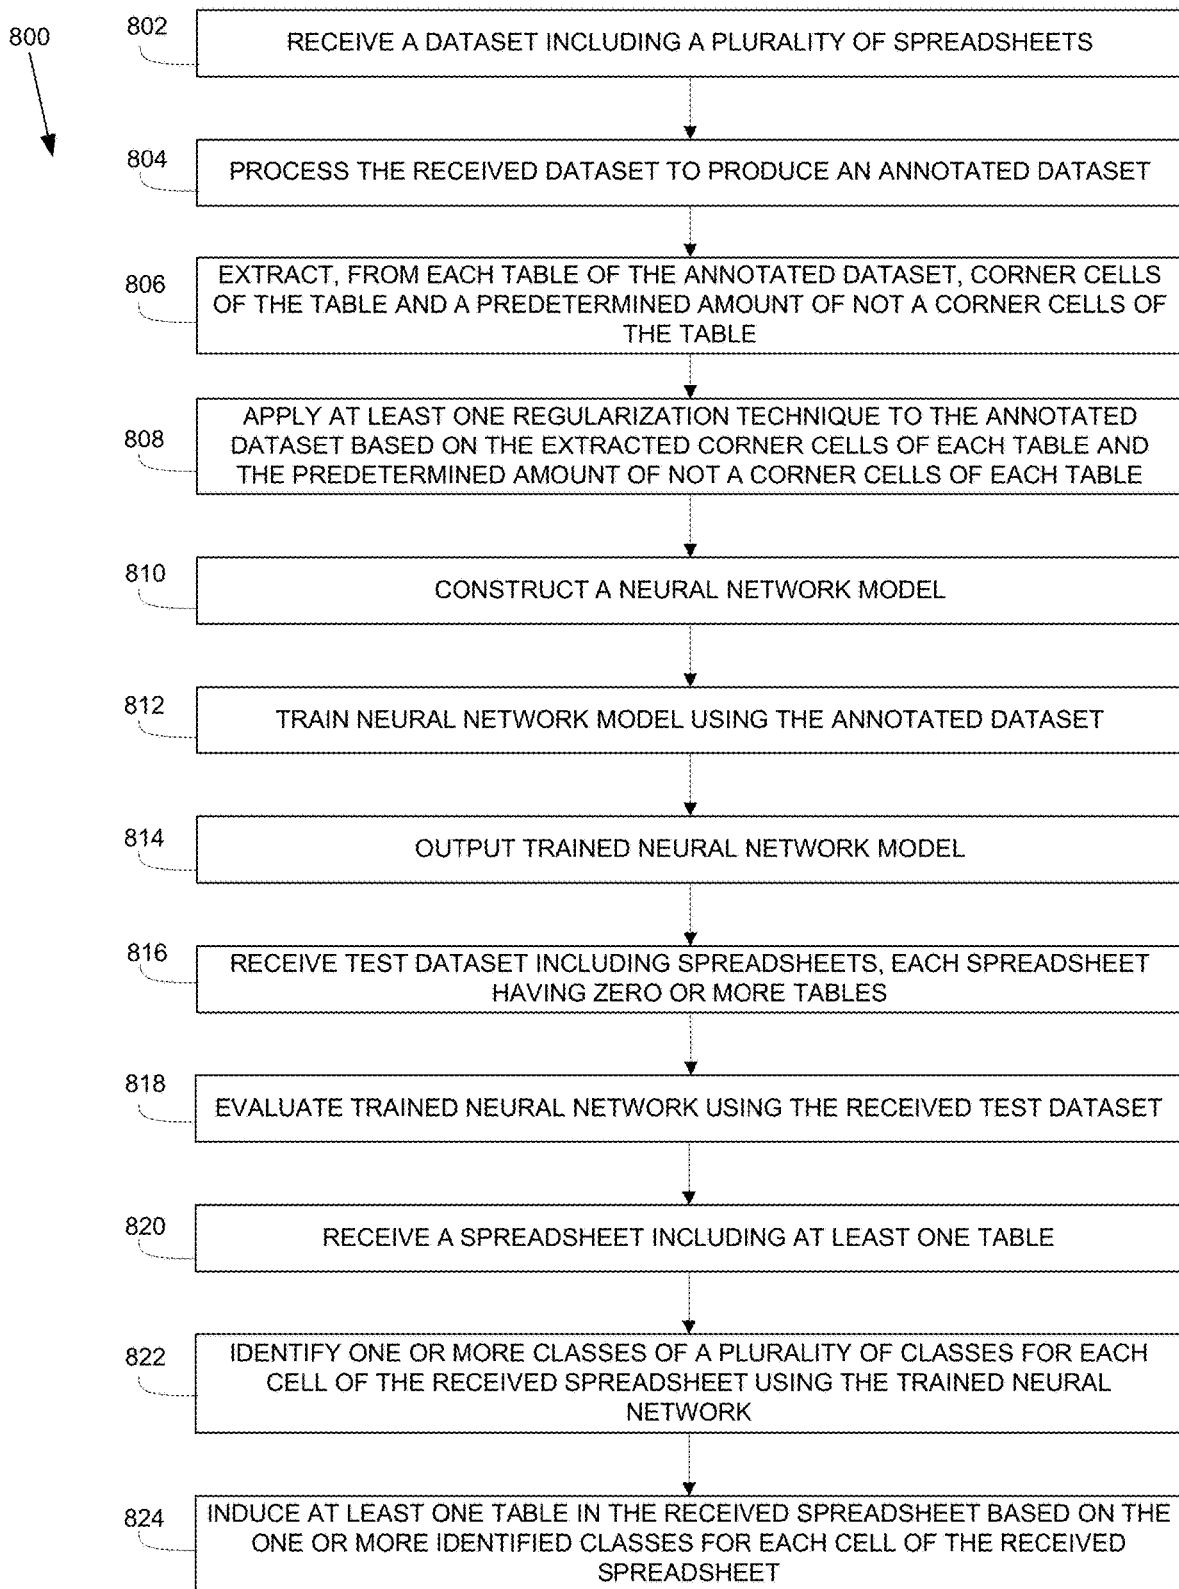 800
802
RECEIVE A DATASET INCLUDING A PLURALITY OF SPREADSHEETS
804
PROCESS THE RECEIVED DATASET TO PRODUCE AN ANNOTATED DATASET
806
EXTRACT, FROM EACH TABLE OF THE ANNOTATED DATASET, CORNER CELLS
OF THE TABLE AND A PREDETERMINED AMOUNT OF NOT A CORNER CELLS OF
THE TABLE
808
APPLY AT LEAST ONE REGULARIZATION TECHNIQUE TO THE ANNOTATED
DATASET BASED ON THE EXTRACTED CORNER CELLS OF EACH TABLE AND
THE PREDETERMINED AMOUNT OF NOT A CORNER CELLS OF EACH TABLE
810
CONSTRUCT A NEURAL NETWORK MODEL
812
TRAIN NEURAL NETWORK MODEL USING THE ANNOTATED DATASET
814
OUTPUT TRAINED NEURAL NETWORK MODEL
816
RECEIVE TEST DATASET INCLUDING SPREADSHEETS, EACH SPREADSHEET
HAVING ZERO OR MORE TABLES
818
EVALUATE TRAINED NEURAL NETWORK USING THE RECEIVED TEST DATASET
820
RECEIVE A SPREADSHEET INCLUDING AT LEAST ONE TABLE
822
IDENTIFY ONE OR MORE CLASSES OF A PLURALITY OF CLASSES FOR EACH
CELL OF THE RECEIVED SPREADSHEET USING THE TRAINED NEURAL
NETWORK
824
INDUCE AT LEAST ONE TABLE IN THE RECEIVED SPREADSHEET BASED ON THE
ONE OR MORE IDENTIFIED CLASSES FOR EACH CELL OF THE RECEIVED
SPREADSHEET